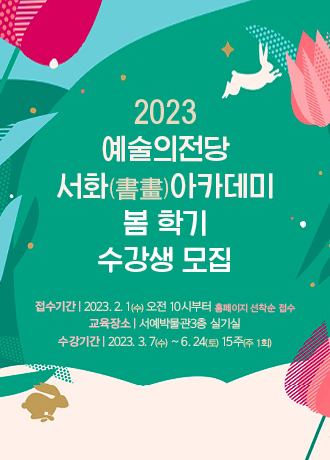 2023
예술의전당
서화(書畫)아카데미
봄 학기
수강생 모집
접수기간 | 2023. 2. 1(수) 오전 10시부터 홈페이지 선착순 접수
교육장소 | 서예박물관3층 실기실
수강기간 | 2023. 3. 7(수) ~ 6. 24(토) 15주(주 1회)